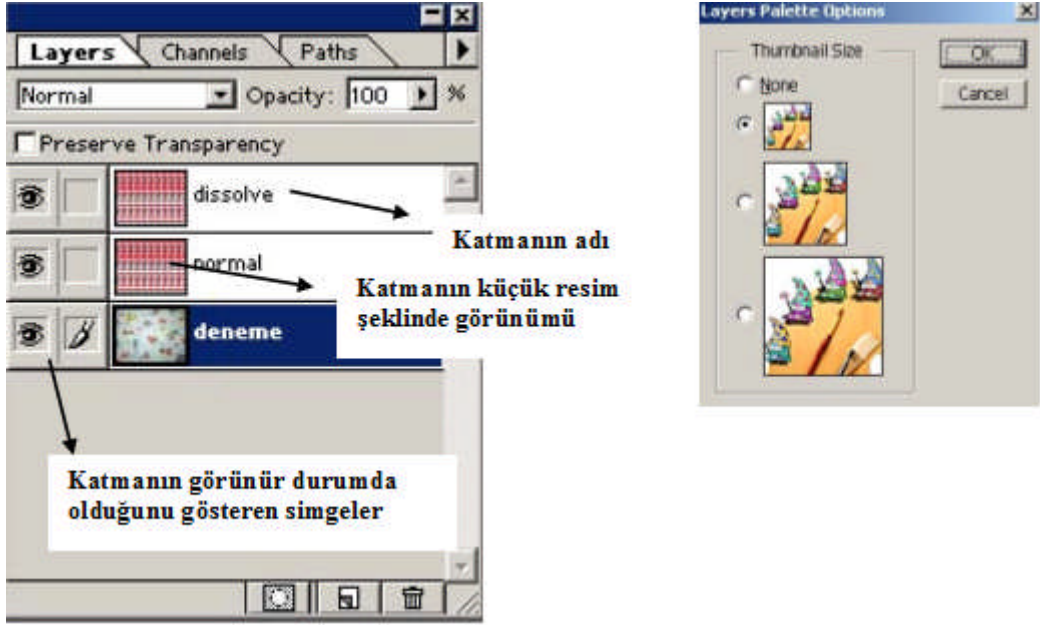 Layers Channels Paths
Normal Opacity: 100 %
Preserve Transparency
dissolve
Katmanın adı
normal
Katmanın küçük resim
şeklinde görünümü
deneme
Katmanın görünür durumda
olduğunu gösteren simgeler
Layers Palette Options
Thumbnail Size
OK
None
Cancel